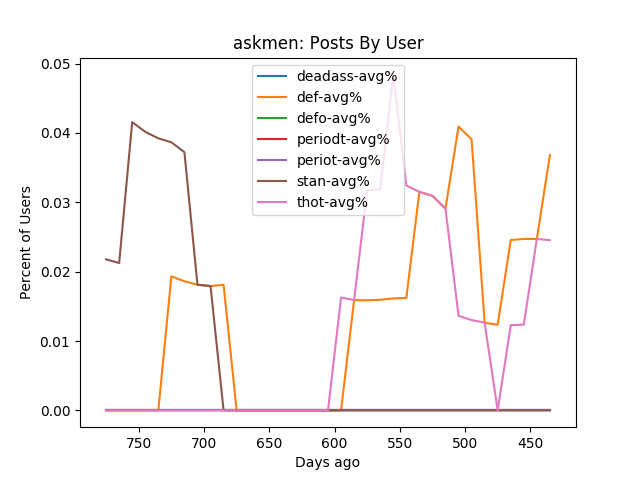 askmen: Posts By User
0.05
0.04
0.03
0.02
0.01
0.00
Percent of Users
deadass-avg%
def-avg%
defo-avg%
periodt-avg%
periot-avg%
stan-avg%
thot-avg%
750 700 650 600 550 500 450
Days ago